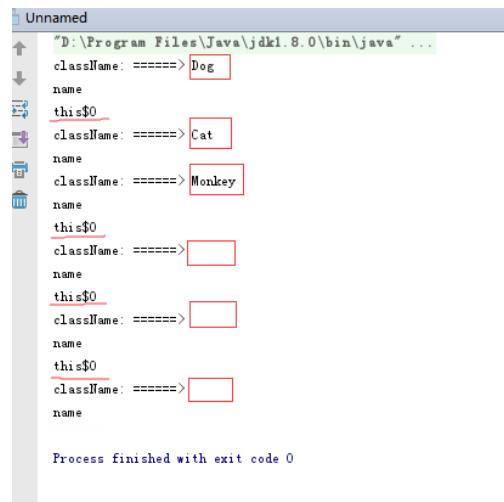 Unnamed
"D:\Program Files\Java\jdk1.8.0\bin\java" ...
className: ======> Dog
name
this$0
className: ======> Cat
name
className: ======> Monkey
name
this$0
className: ======>
name
this$0
className: ======>
name
this$0
className: ======>
name
Process finished with exit code 0